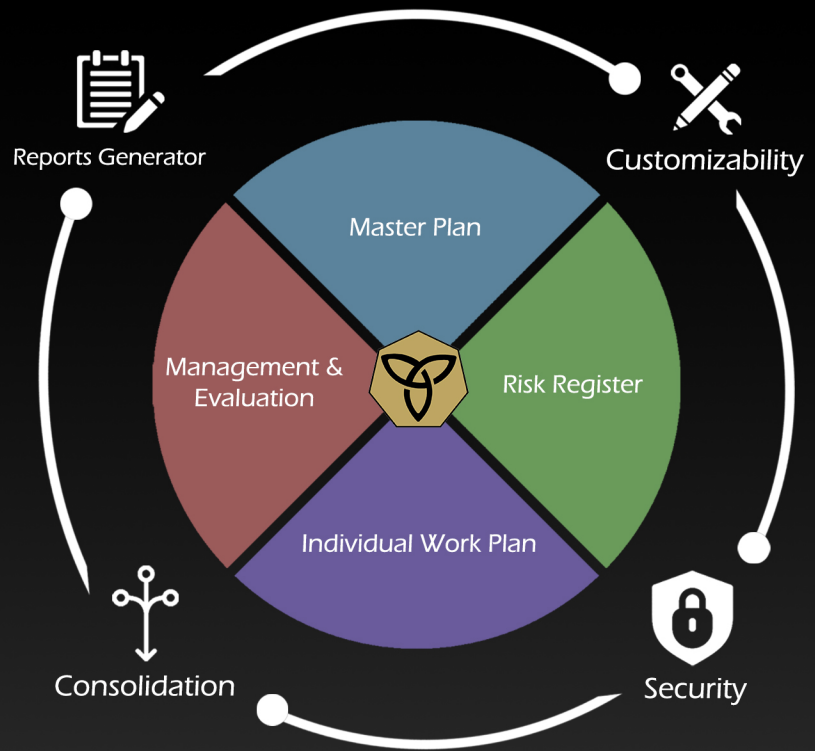 Reports Generator
Customizability
Master Plan
Management &
Evaluation
Risk Register
Individual Work Plan
Consolidation
Security